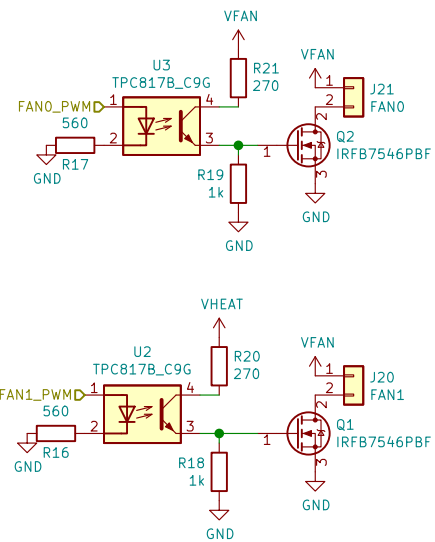 VFAN
U3
TPC817B_C9G
R21
270
VFAN
J21
FAN0
1
2
FAN0_PWM
1
4
560
2
3
R17
GND
R19
1k
1
2
Q2
IRFB7546PBF
3
GND
GND
VHEAT
U2
TPC817B_C9G
R20
270
VFAN
J20
FAN1
1
2
FAN1_PWM
1
4
560
2
3
R16
GND
R18
1k
1
2
Q1
IRFB7546PBF
3
GND
GND